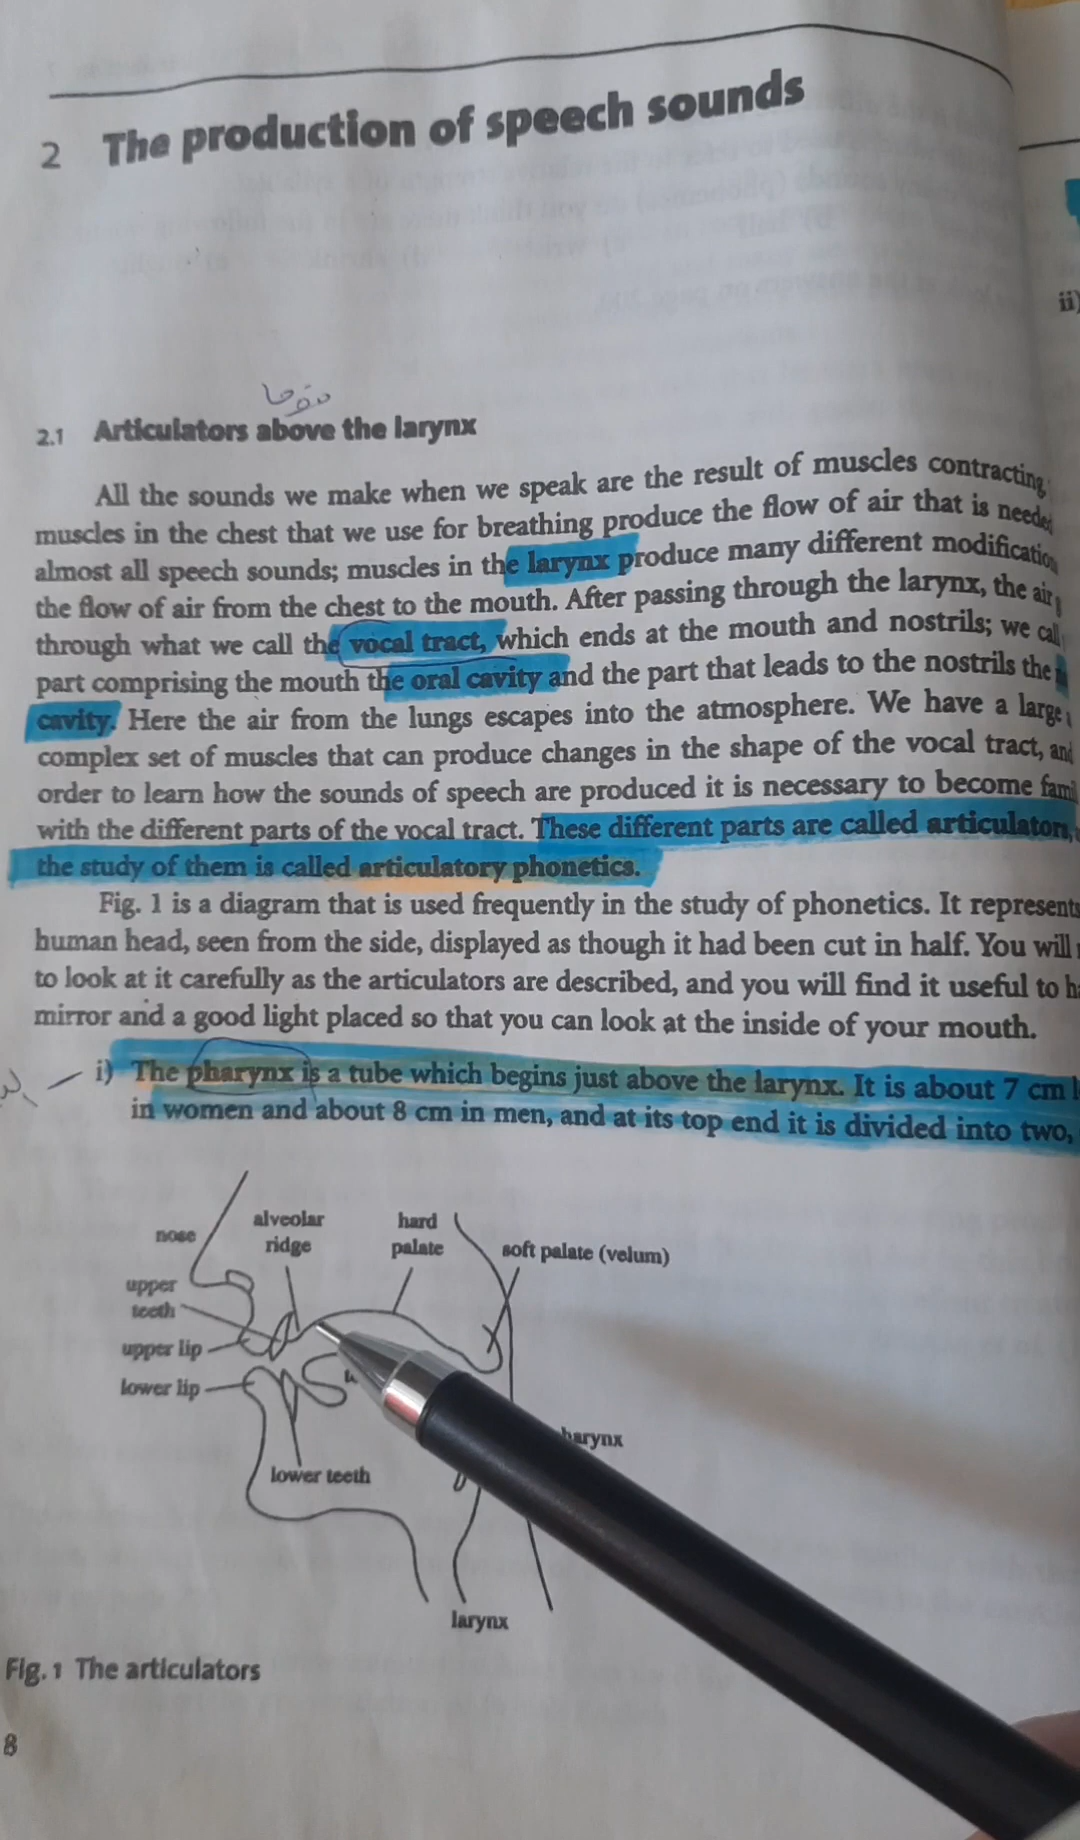 2 The production of speech sounds
ii)
2.1 Articulators above the larynx
All the sounds we make when we speak are the result of muscles contracting.
muscles in the chest that we use for breathing produce the flow of air that is needed
almost all speech sounds; muscles in the larynx produce many different modification
the flow of air from the chest to the mouth. After passing through the larynx, the air
through what we call the vocal tract, which ends at the mouth and nostrils; we call
part comprising the mouth the oral cavity and the part that leads to the nostrils the
cavity. Here the air from the lungs escapes into the atmosphere. We have a large
complex set of muscles that can produce changes in the shape of the vocal tract, and
order to learn how the sounds of speech are produced it is necessary to become famil
with the different parts of the vocal tract. These different parts are called articulators,
the study of them is called articulatory phonetics.
Fig. 1 is a diagram that is used frequently in the study of phonetics. It represents
human head, seen from the side, displayed as though it had been cut in half. You will
to look at it carefully as the articulators are described, and you will find it useful to ha
mirror and a good light placed so that you can look at the inside of your mouth.
i) The pharynx is a tube which begins just above the larynx. It is about 7 cm l
in women and about 8 cm in men, and at its top end it is divided into two,
nose
alveolar
ridge
hard
palate
soft palate (velum)
upper
teeth
upper lip
lower lip
harynx
lower teeth
larynx
Fig. 1 The articulators
8